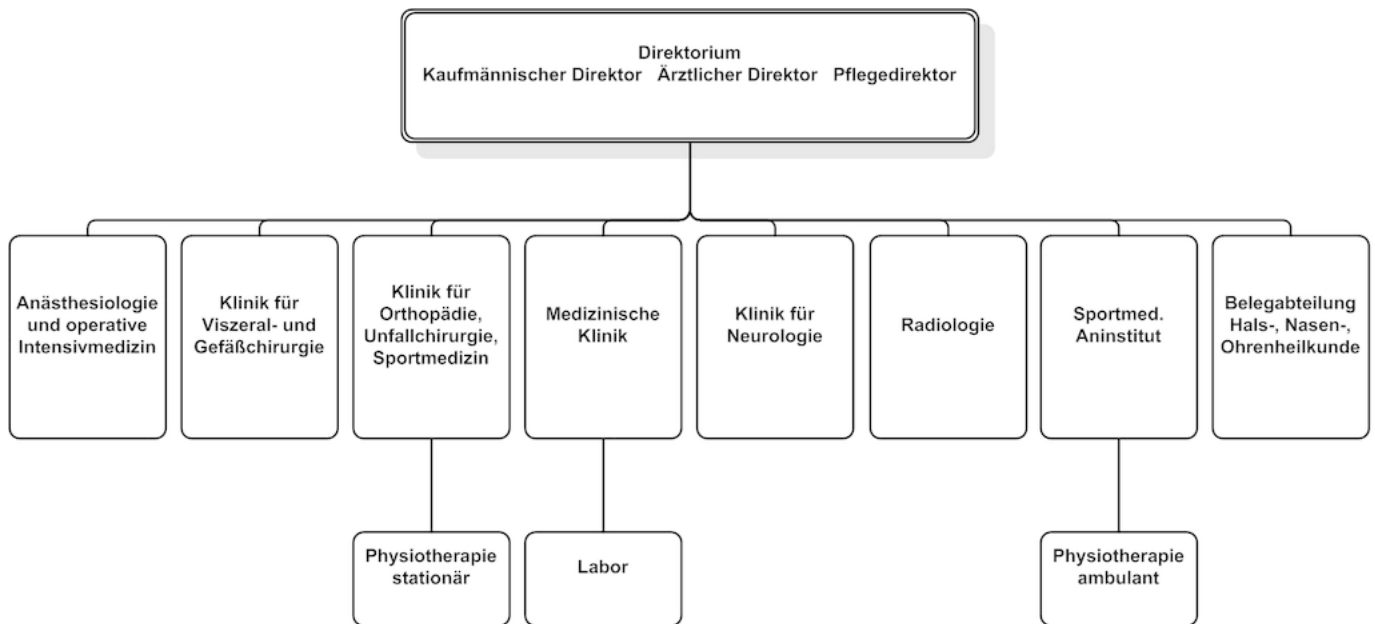 Direktorium
Kaufmännischer Direktor Ärztlicher Direktor Pflegedirektor
Anästhesiologie
und operative
Intensivmedizin
Klinik für
Viszeral- und
Gefäßchirurgie
Klinik für
Orthopädie,
Unfallchirurgie,
Sportmedizin
Medizinische
Klinik
Klinik für
Neurologie
Radiologie
Sportmed.
Aninstitut
Belegabteilung
Hals-, Nasen-,
Ohrenheilkunde
Physiotherapie
stationär
Labor
Physiotherapie
ambulant